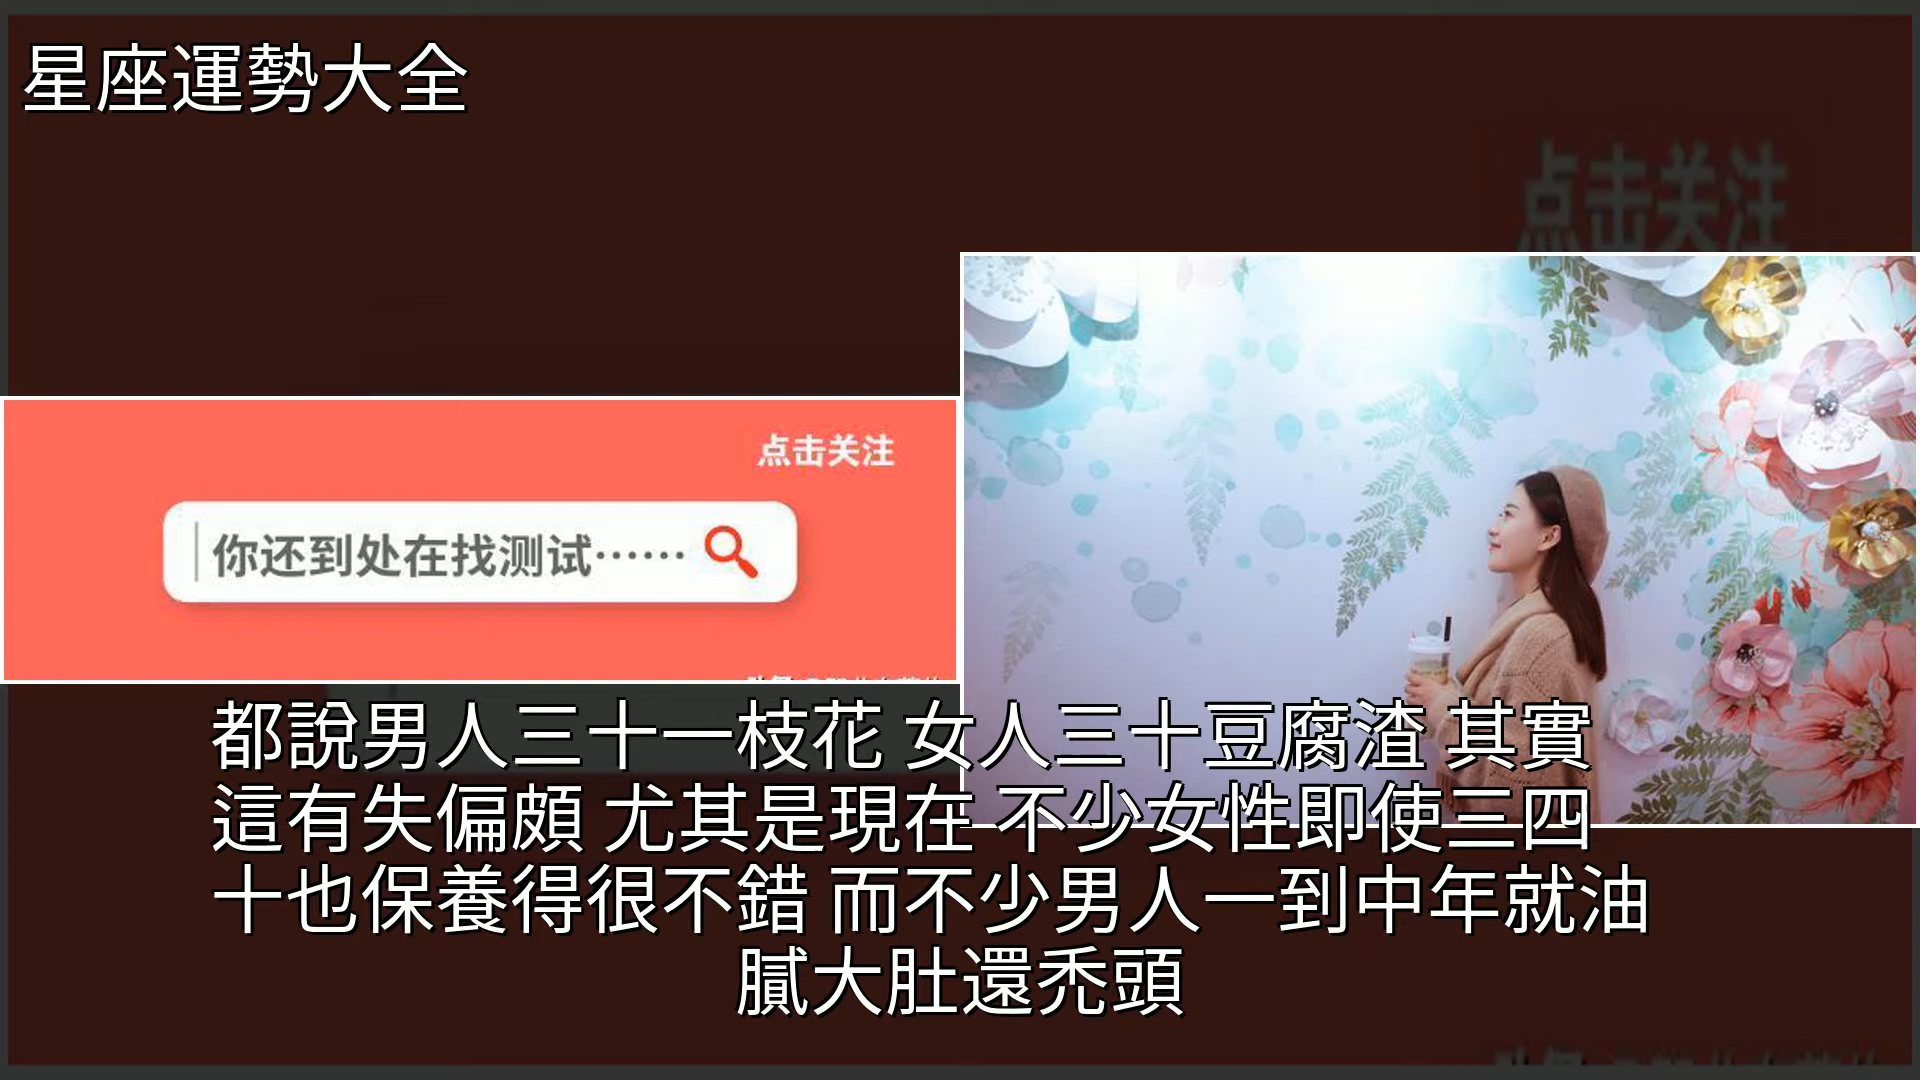 星座運勢大全
点击关注
点击关注
你还到处在找测试……
都說男人三十一枝花 女人三十豆腐渣 其實
這有失偏頗 尤其是現在 不少女性即使三四
十也保養得很不錯 而不少男人一到中年就油
膩大肚還禿頭